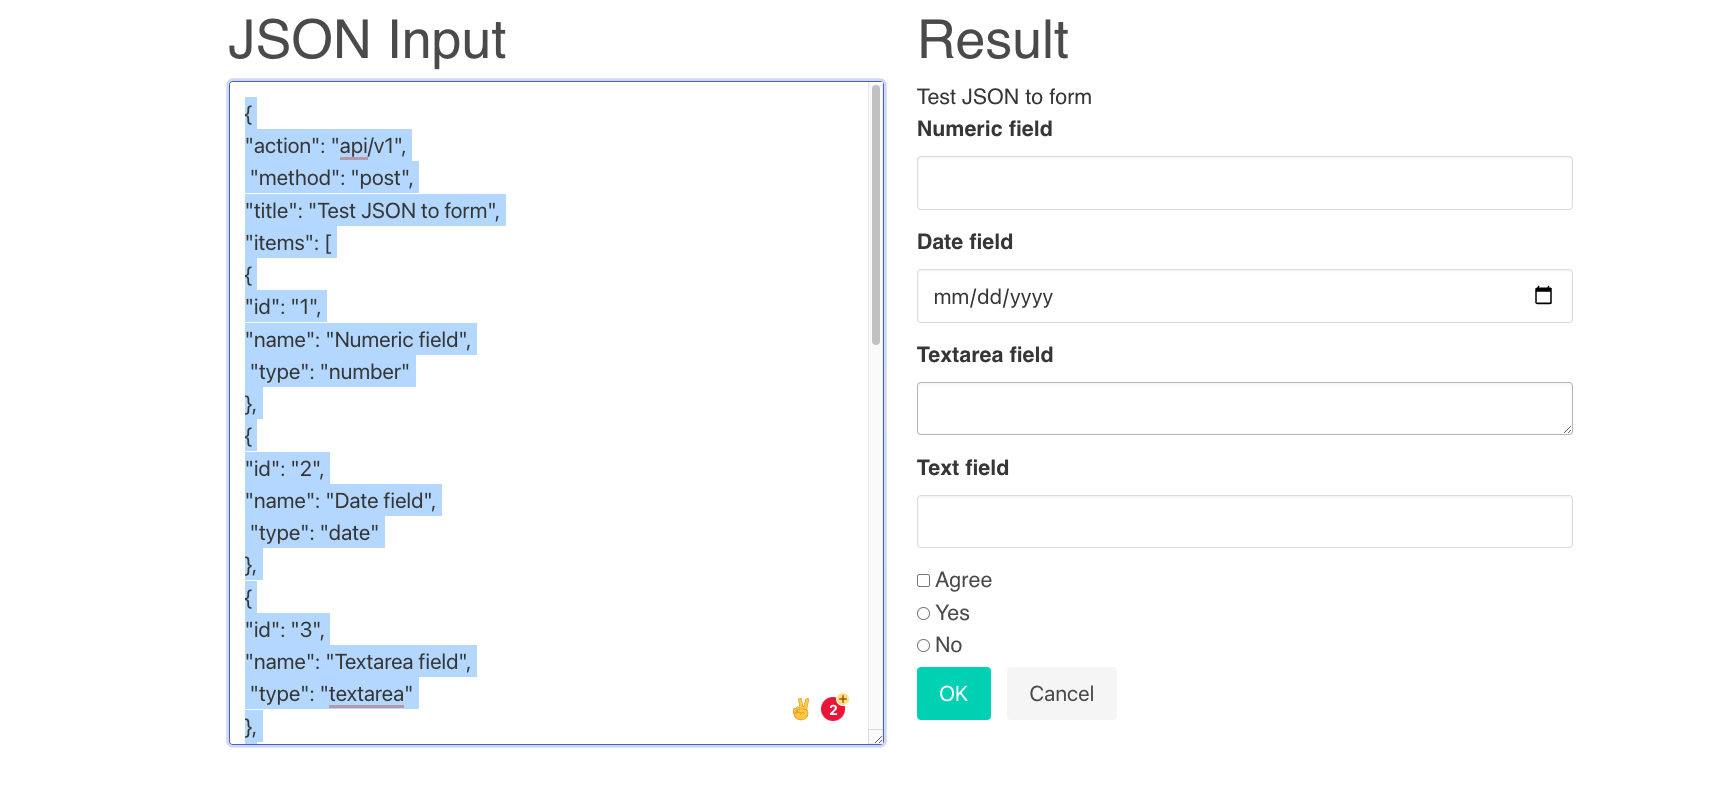 JSON Input
{
"action": "api/v1",
"method": "post",
"title": "Test JSON to form",
"items": [
{
"id": "1",
"name": "Numeric field",
"type": "number"
},
{
"id": "2",
"name": "Date field",
"type": "date"
},
{
"id": "3",
"name": "Textarea field",
"type": "textarea"
},
2
Result
Test JSON to form
Numeric field
Date field
mm/dd/yyyy
Textarea field
Text field
Agree
Yes
No
OK
Cancel